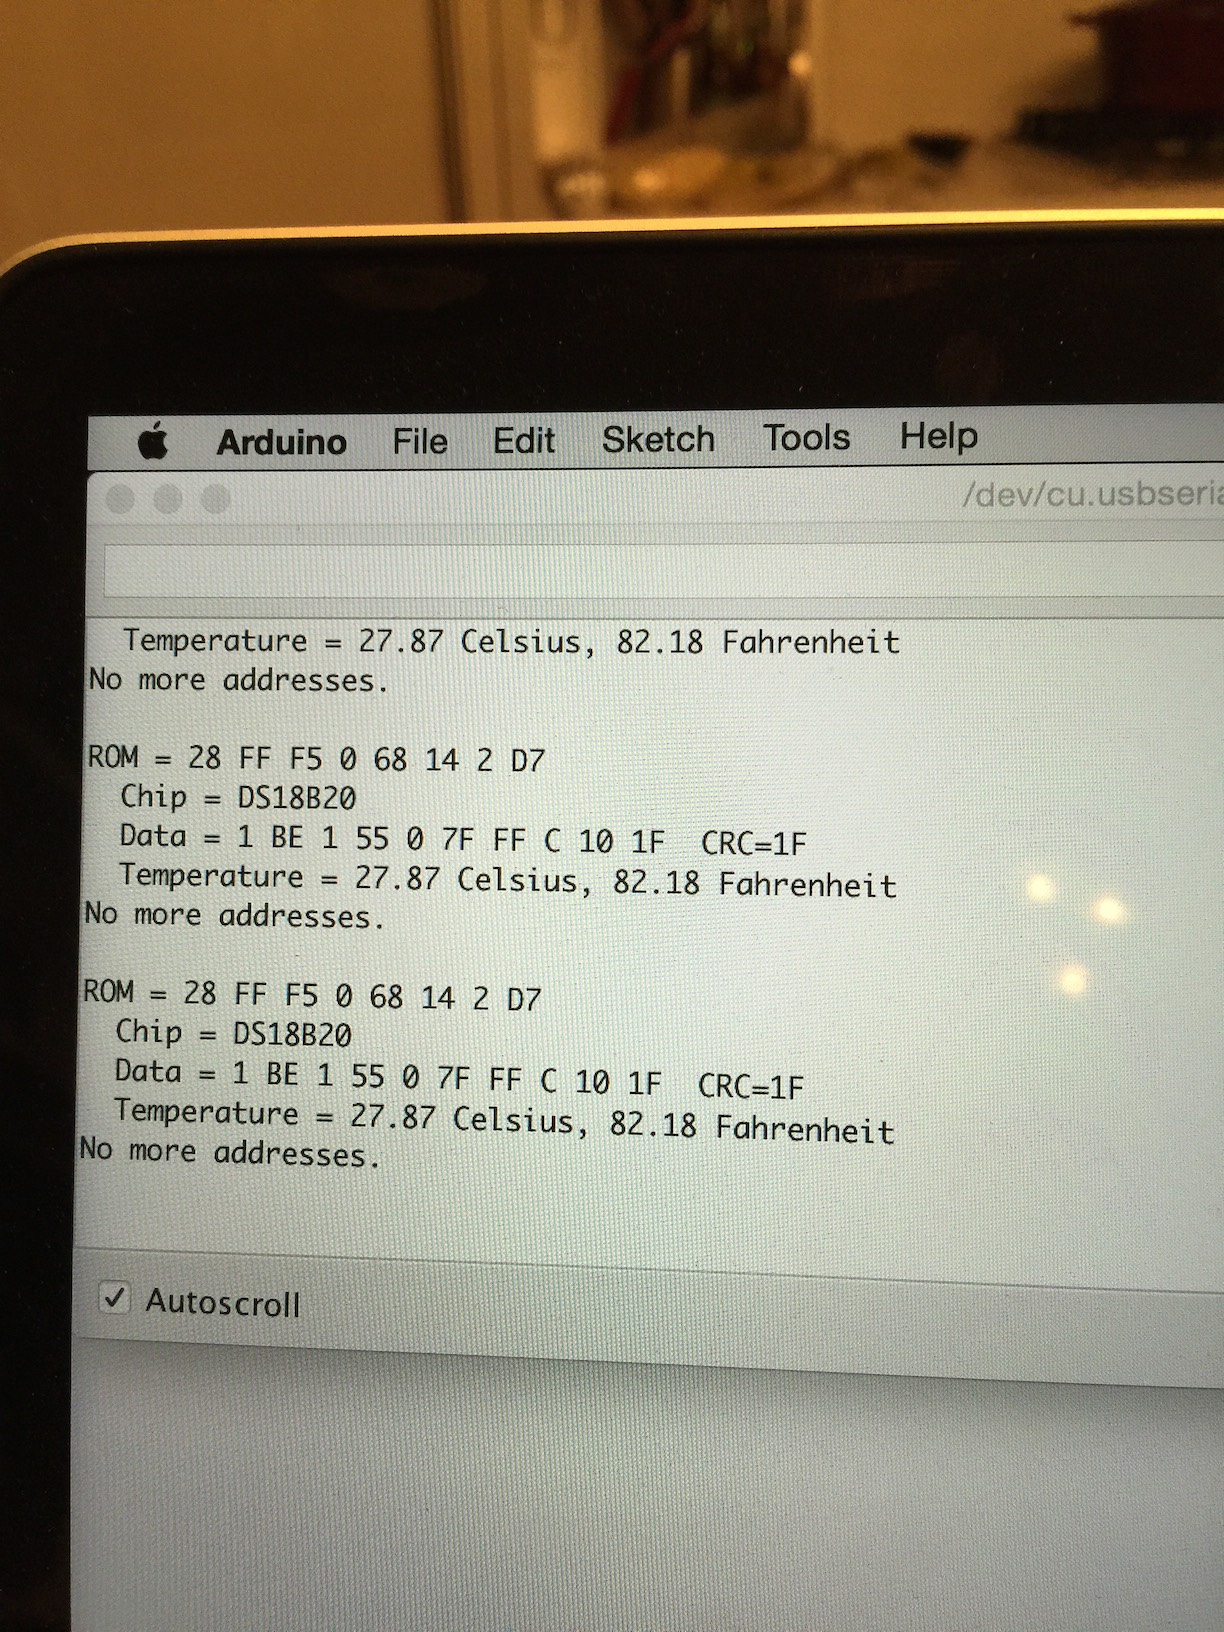 Arduino File Edit Sketch Tools Help
/dev/cu.usbseria
Temperature = 27.87 Celsius, 82.18 Fahrenheit
No more addresses.
ROM = 28 FF F5 0 68 14 2 D7
Chip = DS18B20
Data = 1 BE 1 55 0 7F FF C 10 1F CRC=1F
Temperature = 27.87 Celsius, 82.18 Fahrenheit
No more addresses.
ROM = 28 FF F5 0 68 14 2 D7
Chip = DS18B20
Data = 1 BE 1 55 0 7F FF C 10 1F CRC=1F
Temperature = 27.87 Celsius, 82.18 Fahrenheit
No more addresses.
Autoscroll